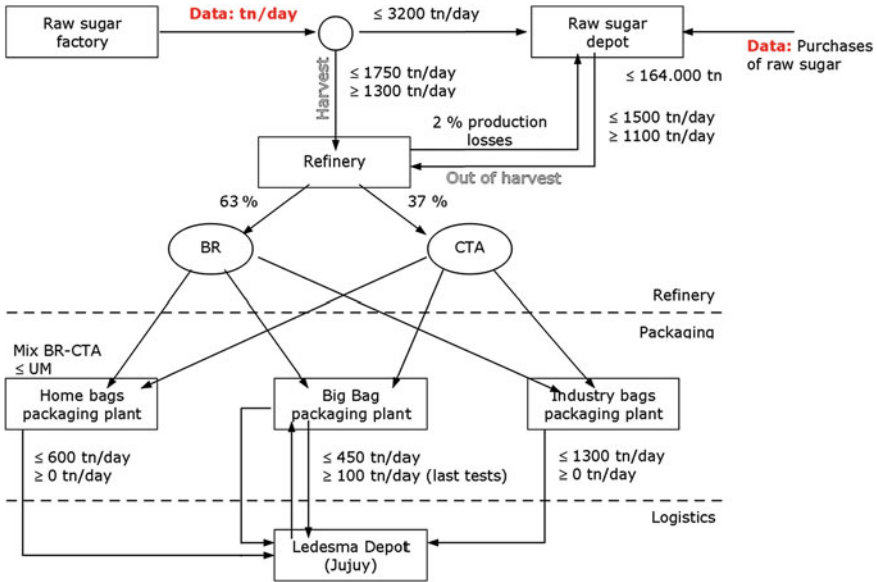 Raw sugar
factory
Data: tn/day
≤ 3200 tn/day
Raw sugar
depot
Data: Purchases
of raw sugar
Harvest
≤ 1750 tn/day
≥ 1300 tn/day
≤ 164.000 tn
2 % production
losses
≤ 1500 tn/day
≥ 1100 tn/day
Refinery
Out of harvest
63 %
37 %
BR
CTA
Refinery
Packaging
Mix BR-CTA
≤ UM
Home bags
packaging plant
Big Bag
packaging plant
Industry bags
packaging plant
≤ 600 tn/day
≥ 0 tn/day
≤ 450 tn/day
≥ 100 tn/day (last tests)
≤ 1300 tn/day
≥ 0 tn/day
Logistics
Ledesma Depot
(Jujuy)